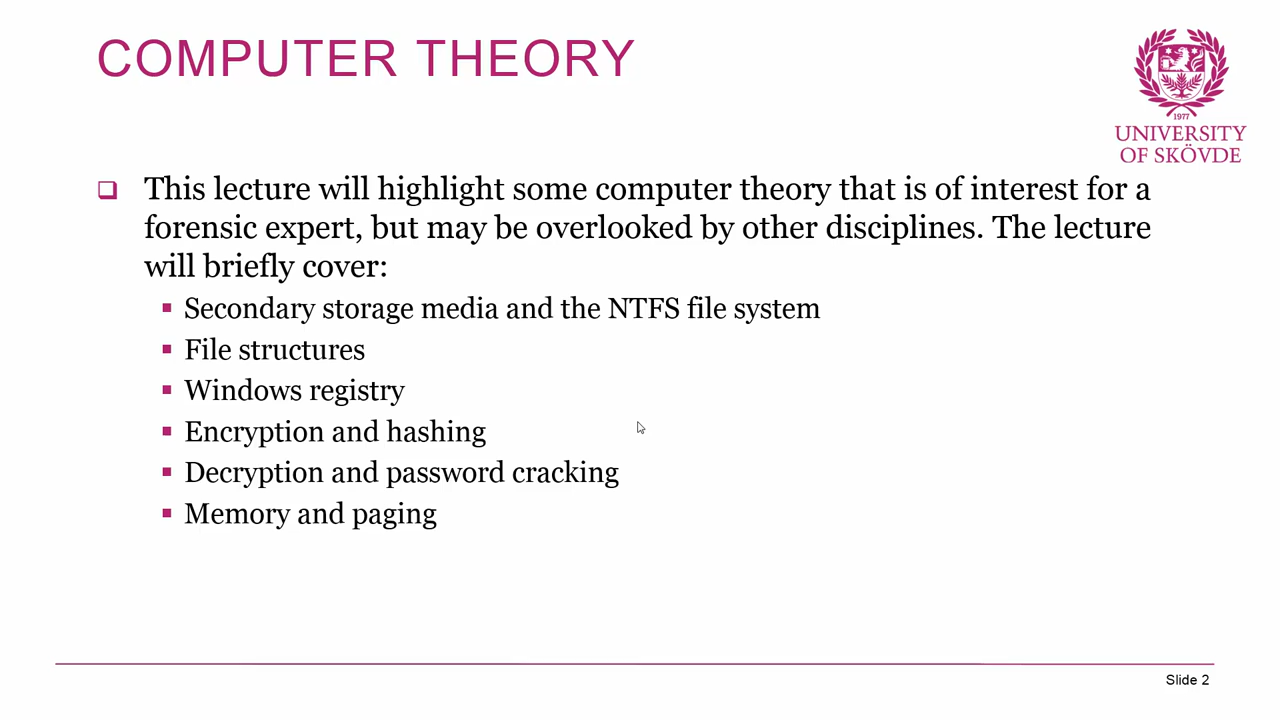 COMPUTER THEORY
1977
UNIVERSITY
OF SKÖVDE
This lecture will highlight some computer theory that is of interest for a
forensic expert, but may be overlooked by other disciplines. The lecture
will briefly cover:
Secondary storage media and the NTFS file system
File structures
Windows registry
Encryption and hashing
Decryption and password cracking
Memory and paging
Slide 2